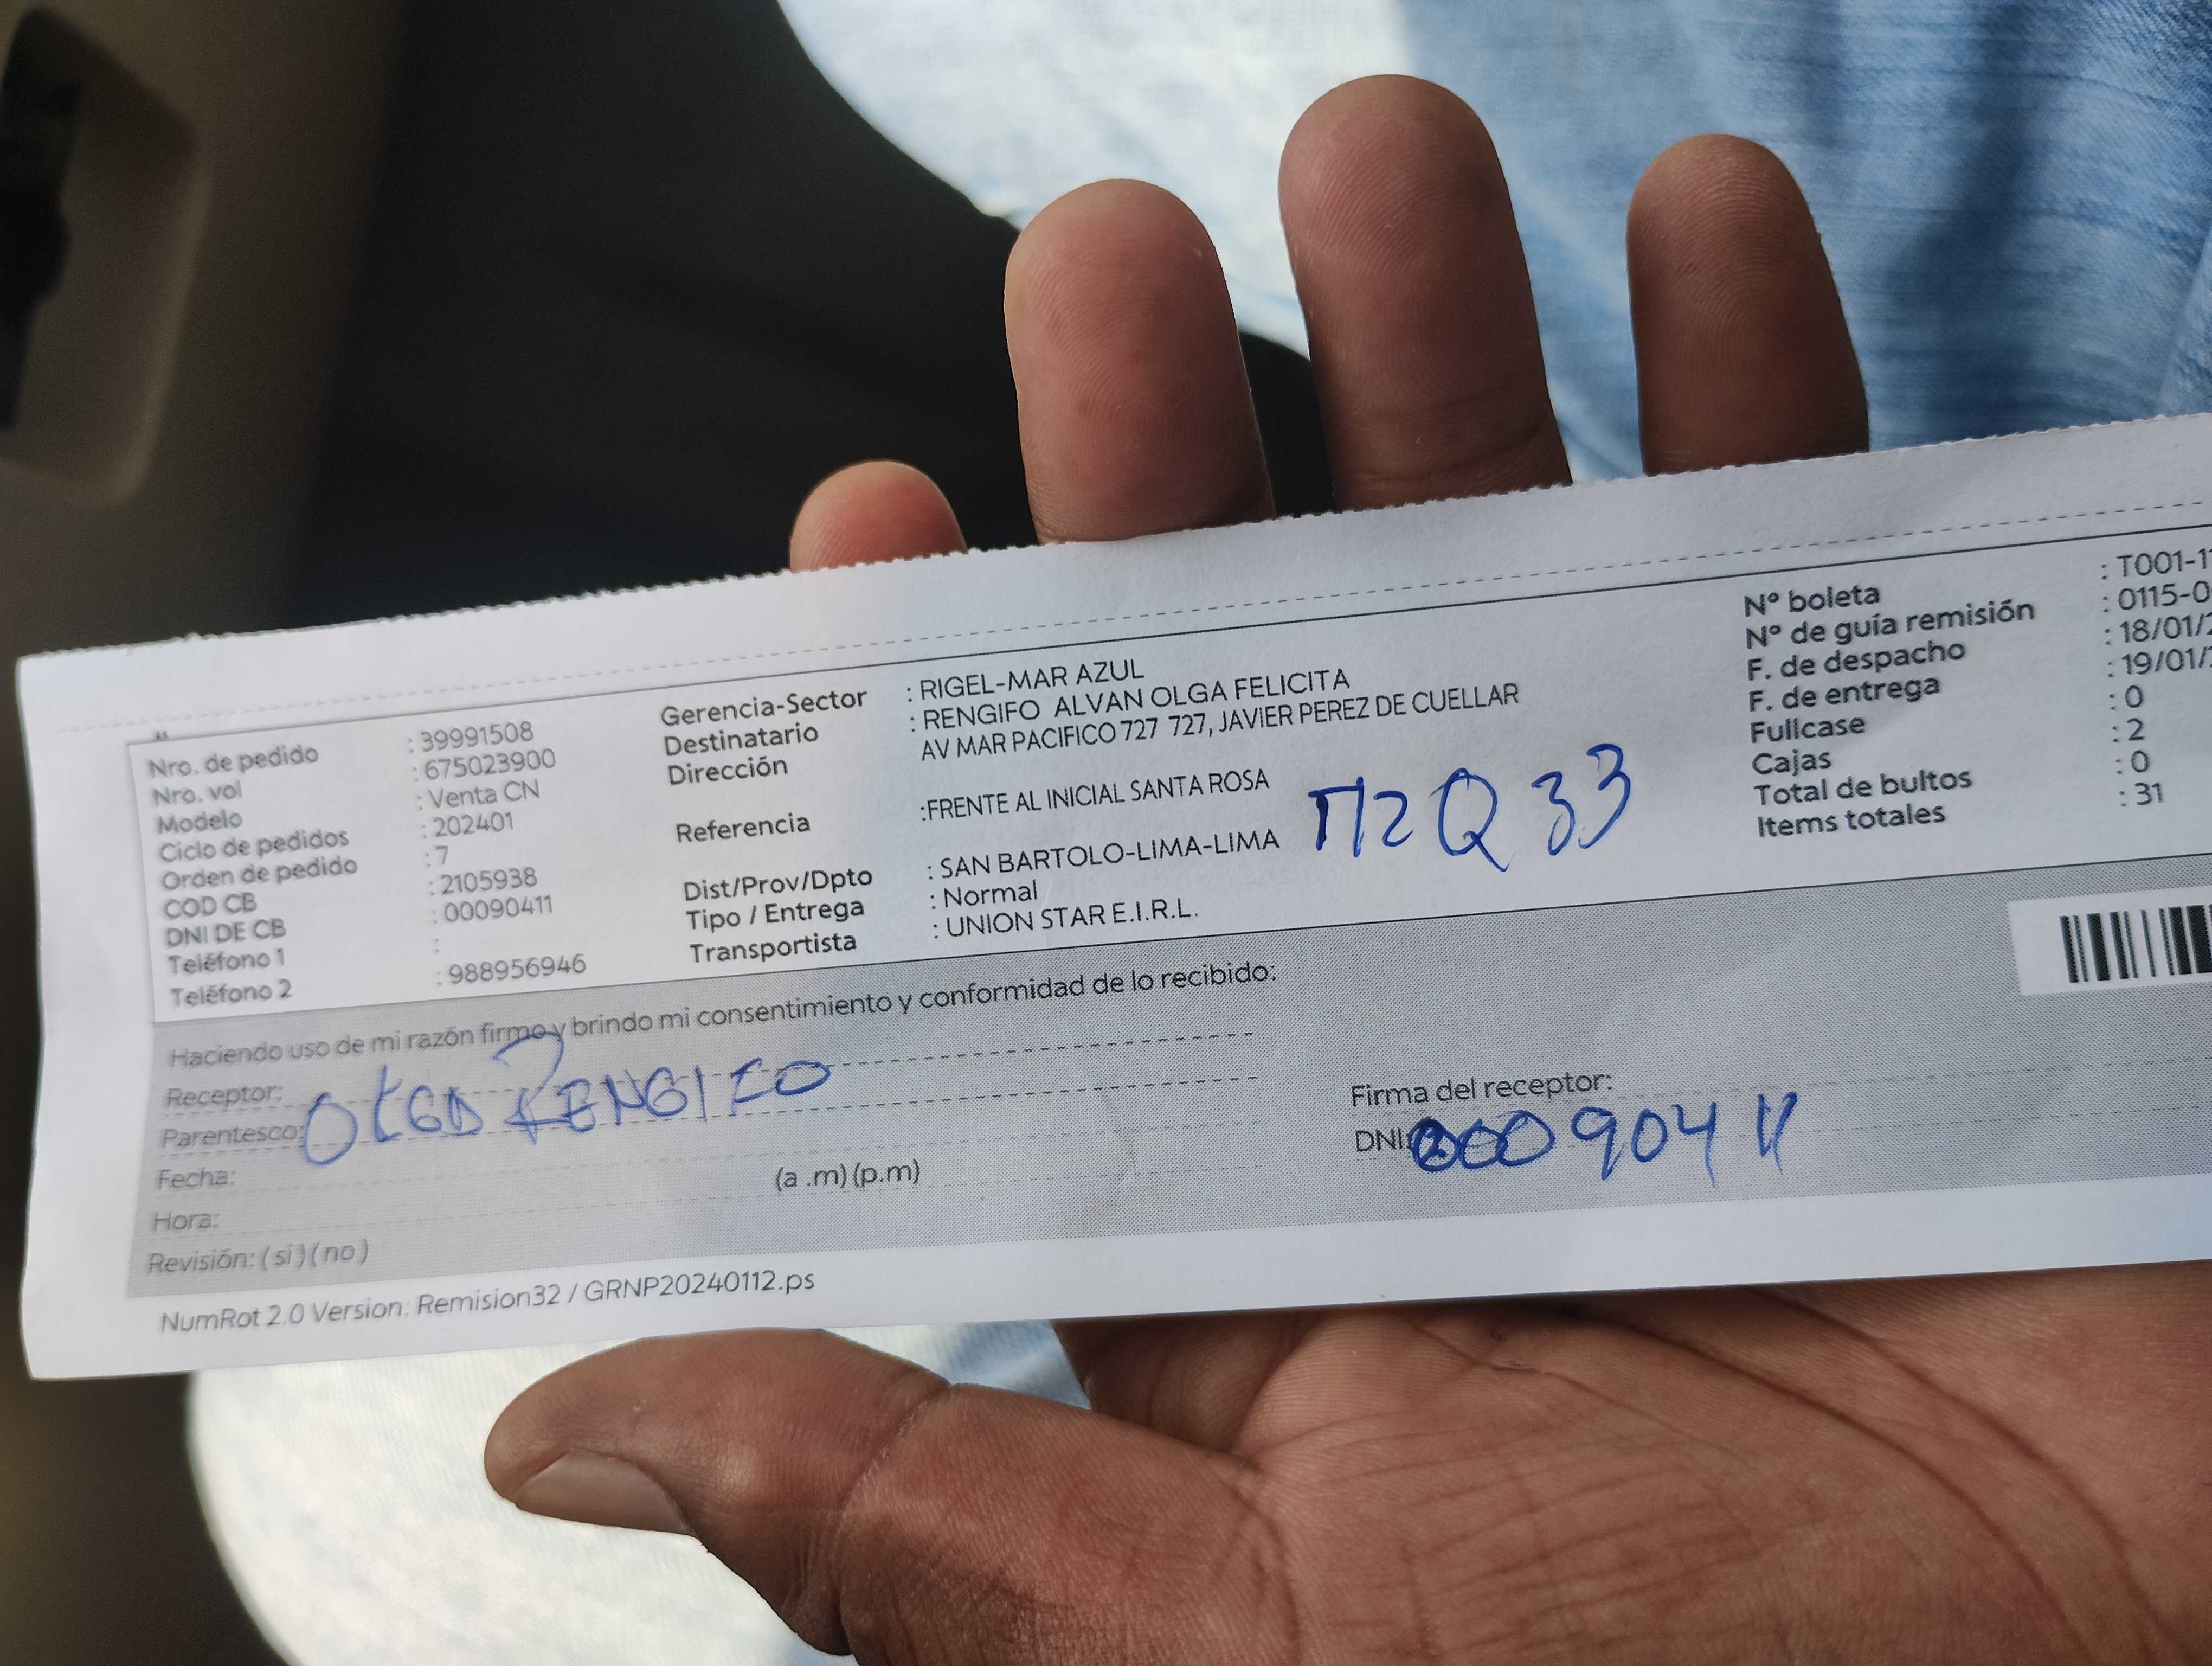 Nro. de pedido : 39991508
Nro. vol : 675023900
Modelo : Venta CN
Ciclo de pedidos : 202401
Orden de pedido : 7
COD CB : 2105938
DNI DE CB : 00090411
Teléfono 1 :
Teléfono 2 : 988956946
Gerencia-Sector : RIGEL-MAR AZUL
Destinatario : RENGIFO ALVAN OLGA FELICITA
Dirección AV MAR PACIFICO 727 727, JAVIER PEREZ DE CUELLAR
Referencia :FRENTE AL INICIAL SANTA ROSA
Dist/Prov/Dpto : SAN BARTOLO-LIMA-LIMA
Tipo / Entrega : Normal
Transportista : UNION STAR E.I.R.L.
Mz Q 33
N° boleta : T001-1
N° de guía remisión : 0115-0
F. de despacho : 18/01/2
F. de entrega : 19/01/
Fullcase : 0
Cajas : 2
Total de bultos : 0
Items totales : 31
Haciendo uso de mi razón firmo y brindo mi consentimiento y conformidad de lo recibido:
Receptor:
OLGA RENGIFO
Parentesco:
Fecha:
Hora: (a .m) (p.m)
Revisión: ( si ) ( no )
Firma del receptor:
DNI: 00090411
NumRot 2.0 Version: Remision32 / GRNP20240112.ps